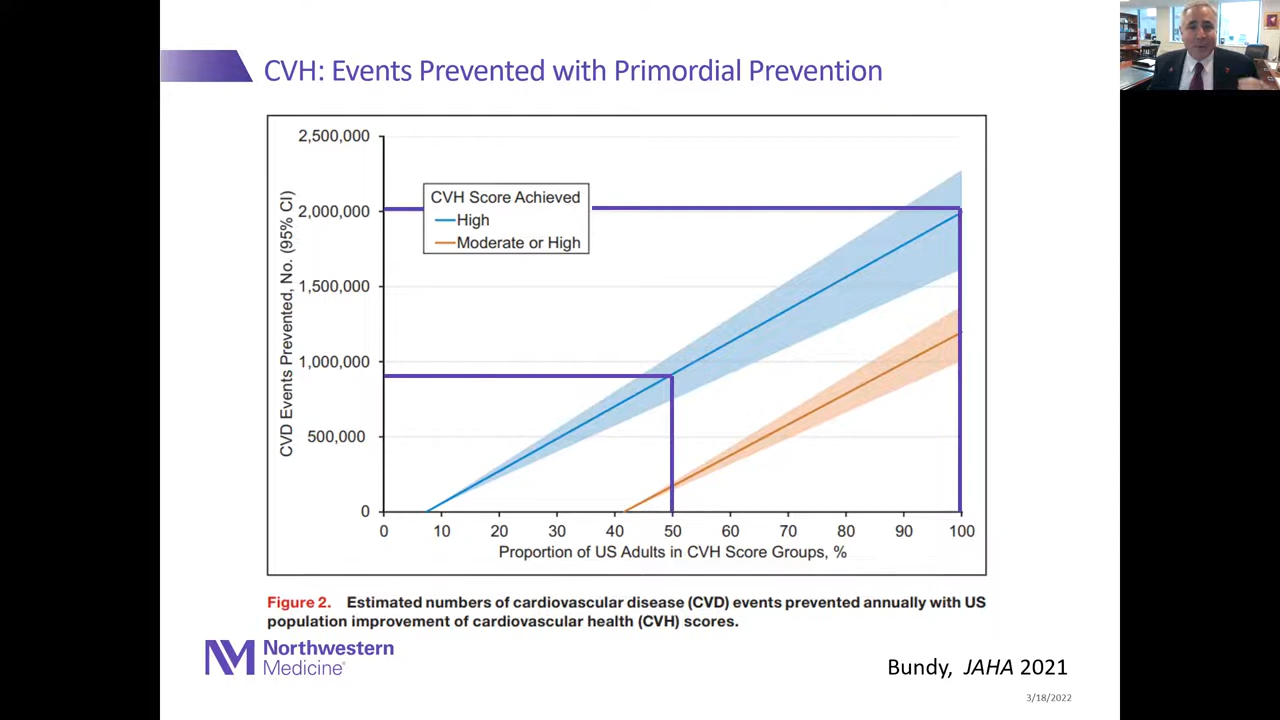 CVH: Events Prevented with Primordial Prevention
CVD Events Prevented, No. (95% CI)
2,500,000
2,000,000
1,500,000
1,000,000
500,000
0
CVH Score Achieved
High
Moderate or High
0 10 20 30 40 50 60 70 80 90 100
Proportion of US Adults in CVH Score Groups, %
Figure 2. Estimated numbers of cardiovascular disease (CVD) events prevented annually with US
population improvement of cardiovascular health (CVH) scores.
NM Northwestern
Medicine®
Bundy, JAHA 2021
3/18/2022